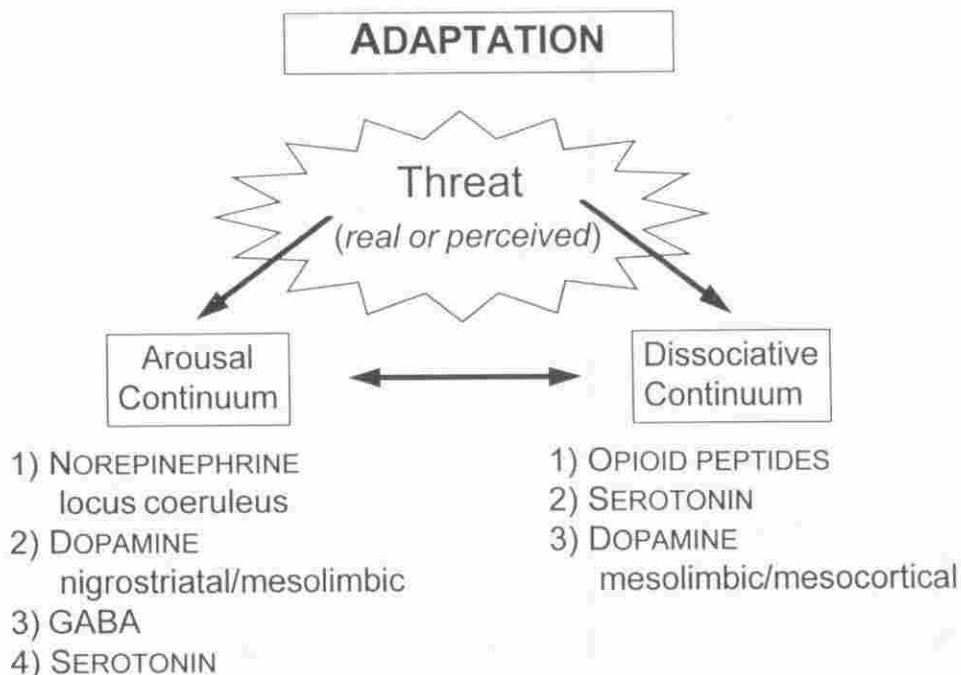 ADAPTATION
Threat
(real or perceived)
Arousal
Continuum
Dissociative
Continuum
1) NOREPINEPHRINE
locus coeruleus
2) DOPAMINE
nigrostriatal/mesolimbic
3) GABA
4) SEROTONIN
1) OPIOID PEPTIDES
2) SEROTONIN
3) DOPAMINE
mesolimbic/mesocortical